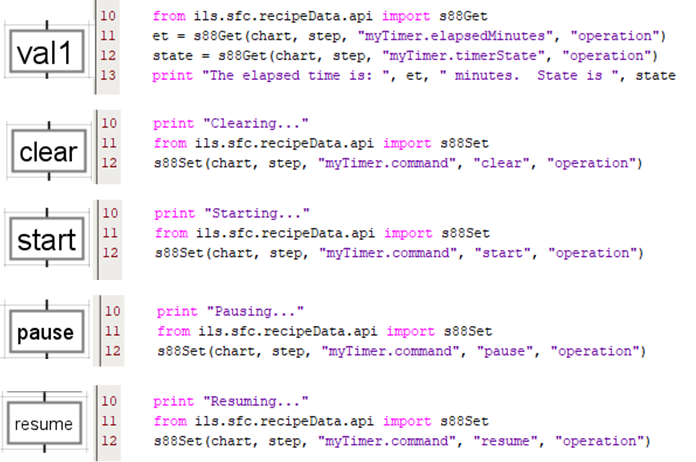 val1
10 from ils.sfc.recipeData.api import s88Get
11 et = s88Get(chart, step, "myTimer.elapsedMinutes", "operation")
12 state = s88Get(chart, step, "myTimer.timerState", "operation")
13 print "The elapsed time is: ", et, " minutes.  State is ", state
clear
10 print "Clearing..."
11 from ils.sfc.recipeData.api import s88Set
12 s88Set(chart, step, "myTimer.command", "clear", "operation")
start
10 print "Starting..."
11 from ils.sfc.recipeData.api import s88Set
12 s88Set(chart, step, "myTimer.command", "start", "operation")
pause
10 print "Pausing..."
11 from ils.sfc.recipeData.api import s88Set
12 s88Set(chart, step, "myTimer.command", "pause", "operation")
resume
10 print "Resuming..."
11 from ils.sfc.recipeData.api import s88Set
12 s88Set(chart, step, "myTimer.command", "resume", "operation")